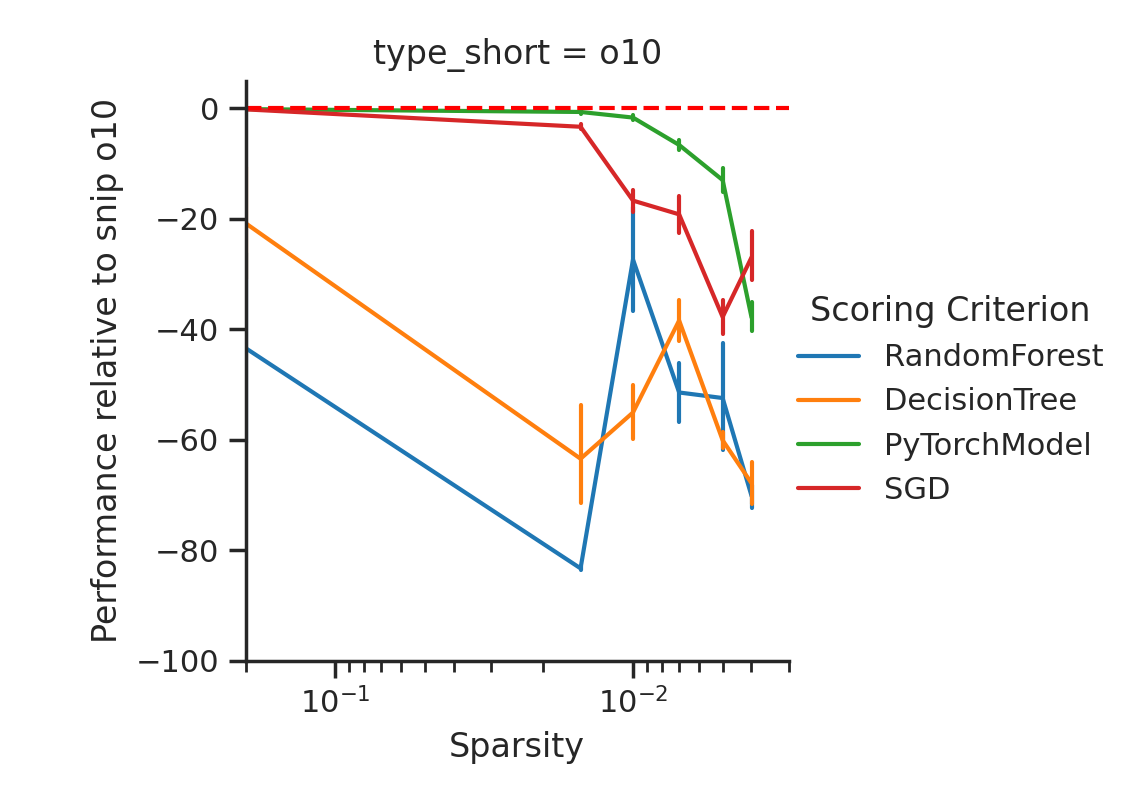 type_short = o10
Performance relative to snip o10
0
−20
−40
−60
−80
−100
10⁻¹
10⁻²
Sparsity
Scoring Criterion
RandomForest
DecisionTree
PyTorchModel
SGD